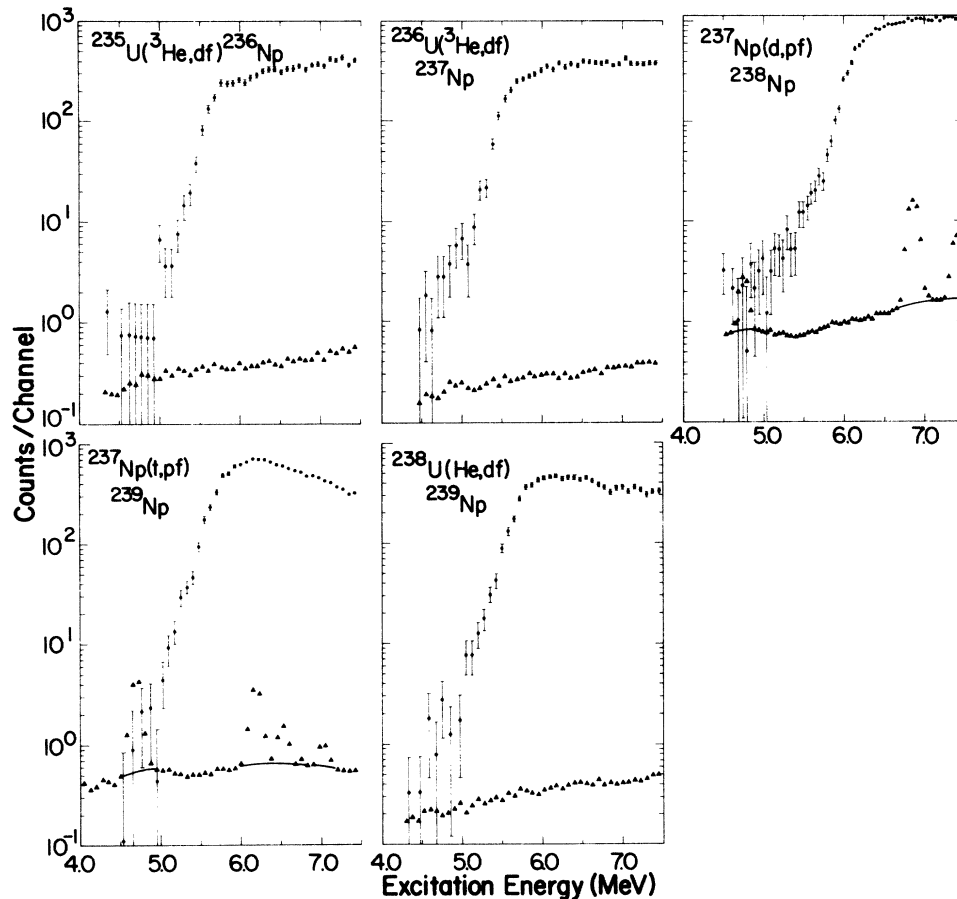 ²³⁵U(³He,df)²³⁶Np
²³⁶U(³He,df)
²³⁷Np
²³⁷Np(d,pf)
²³⁸Np
10³
10²
10¹
10⁰
10⁻¹
4.0 5.0 6.0 7.0
Counts/Channel
²³⁷Np(t,pf)
²³⁹Np
²³⁸U(He,df)
²³⁹Np
10³
10²
10¹
10⁰
10⁻¹
4.0 5.0 6.0 7.0
5.0 6.0 7.0
Excitation Energy (MeV)